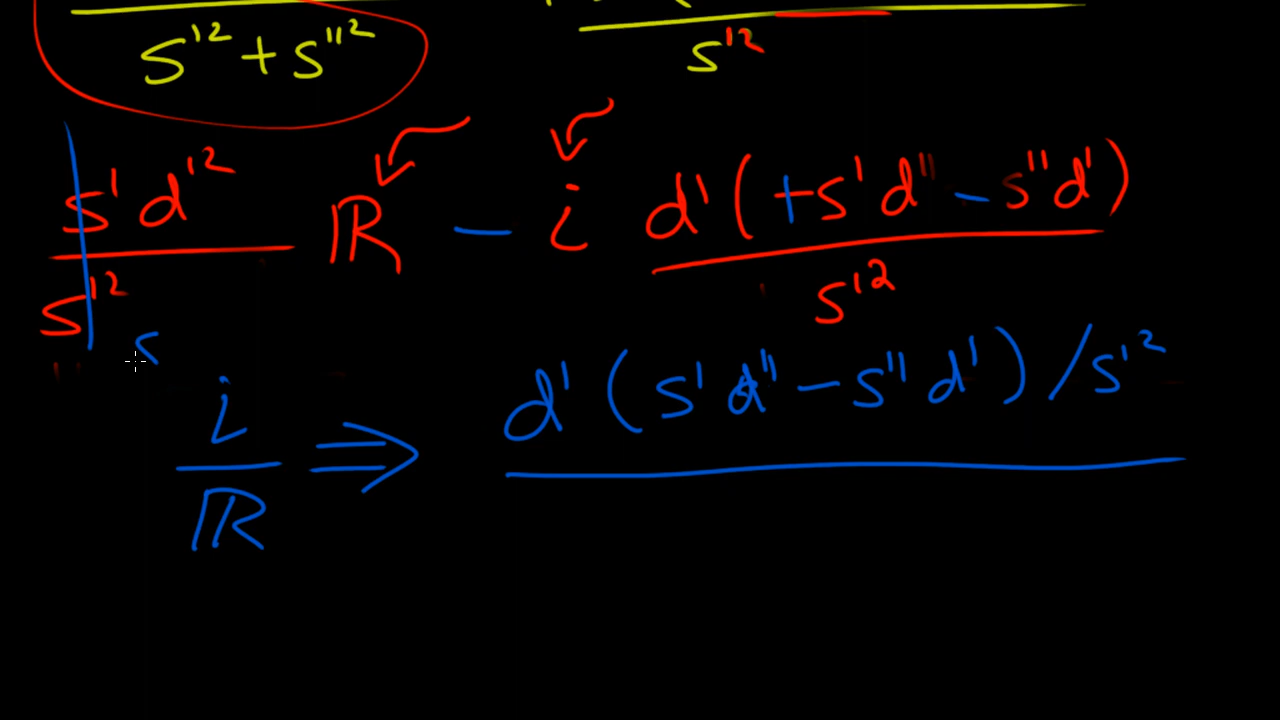 s'² + s''² s'²
s'd'² / s'² ℝ - i d'(+s'd'' - s''d') / s'²
s
i / ℝ ⇒ d'(s'd'' - s''d')/s'²